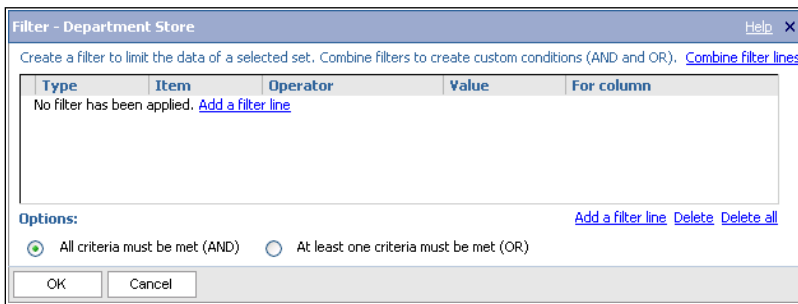 Filter - Department Store Help X
Create a filter to limit the data of a selected set. Combine filters to create custom conditions (AND and OR). Combine filter lines
Type Item Operator Value For column
No filter has been applied. Add a filter line
Options: Add a filter line Delete Delete all
All criteria must be met (AND) At least one criteria must be met (OR)
OK Cancel